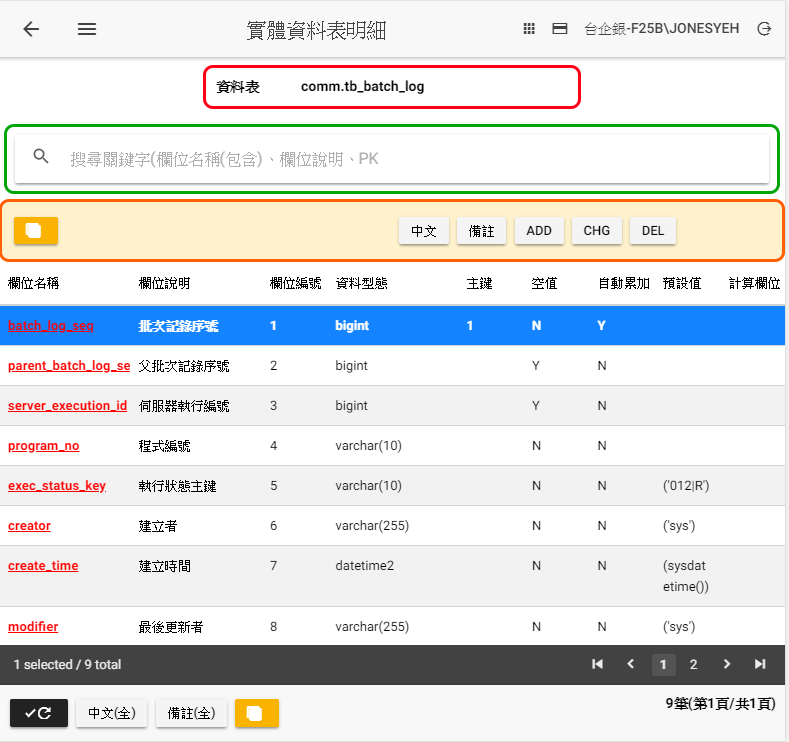 實體資料表明細 台企銀-F25B\JONESYEH
資料表 comm.tb_batch_log
搜尋關鍵字(欄位名稱(包含)、欄位說明、PK
中文 備註 ADD CHG DEL
欄位名稱 欄位說明 欄位編號 資料型態 主鍵 空值 自動累加 預設值 計算欄位
batch_log_seq 批次記錄序號 1 bigint 1 N Y
parent_batch_log_se 父批次記錄序號 2 bigint Y N
server_execution_id 伺服器執行編號 3 bigint Y N
program_no 程式編號 4 varchar(10) N N
exec_status_key 執行狀態主鍵 5 varchar(10) N N ('012|R')
creator 建立者 6 varchar(255) N N ('sys')
create_time 建立時間 7 datetime2 N N (sysdat
etime())
modifier 最後更新者 8 varchar(255) N N ('sys')
1 selected / 9 total 1 2
中文(全) 備註(全) 9筆(第1頁/共1頁)